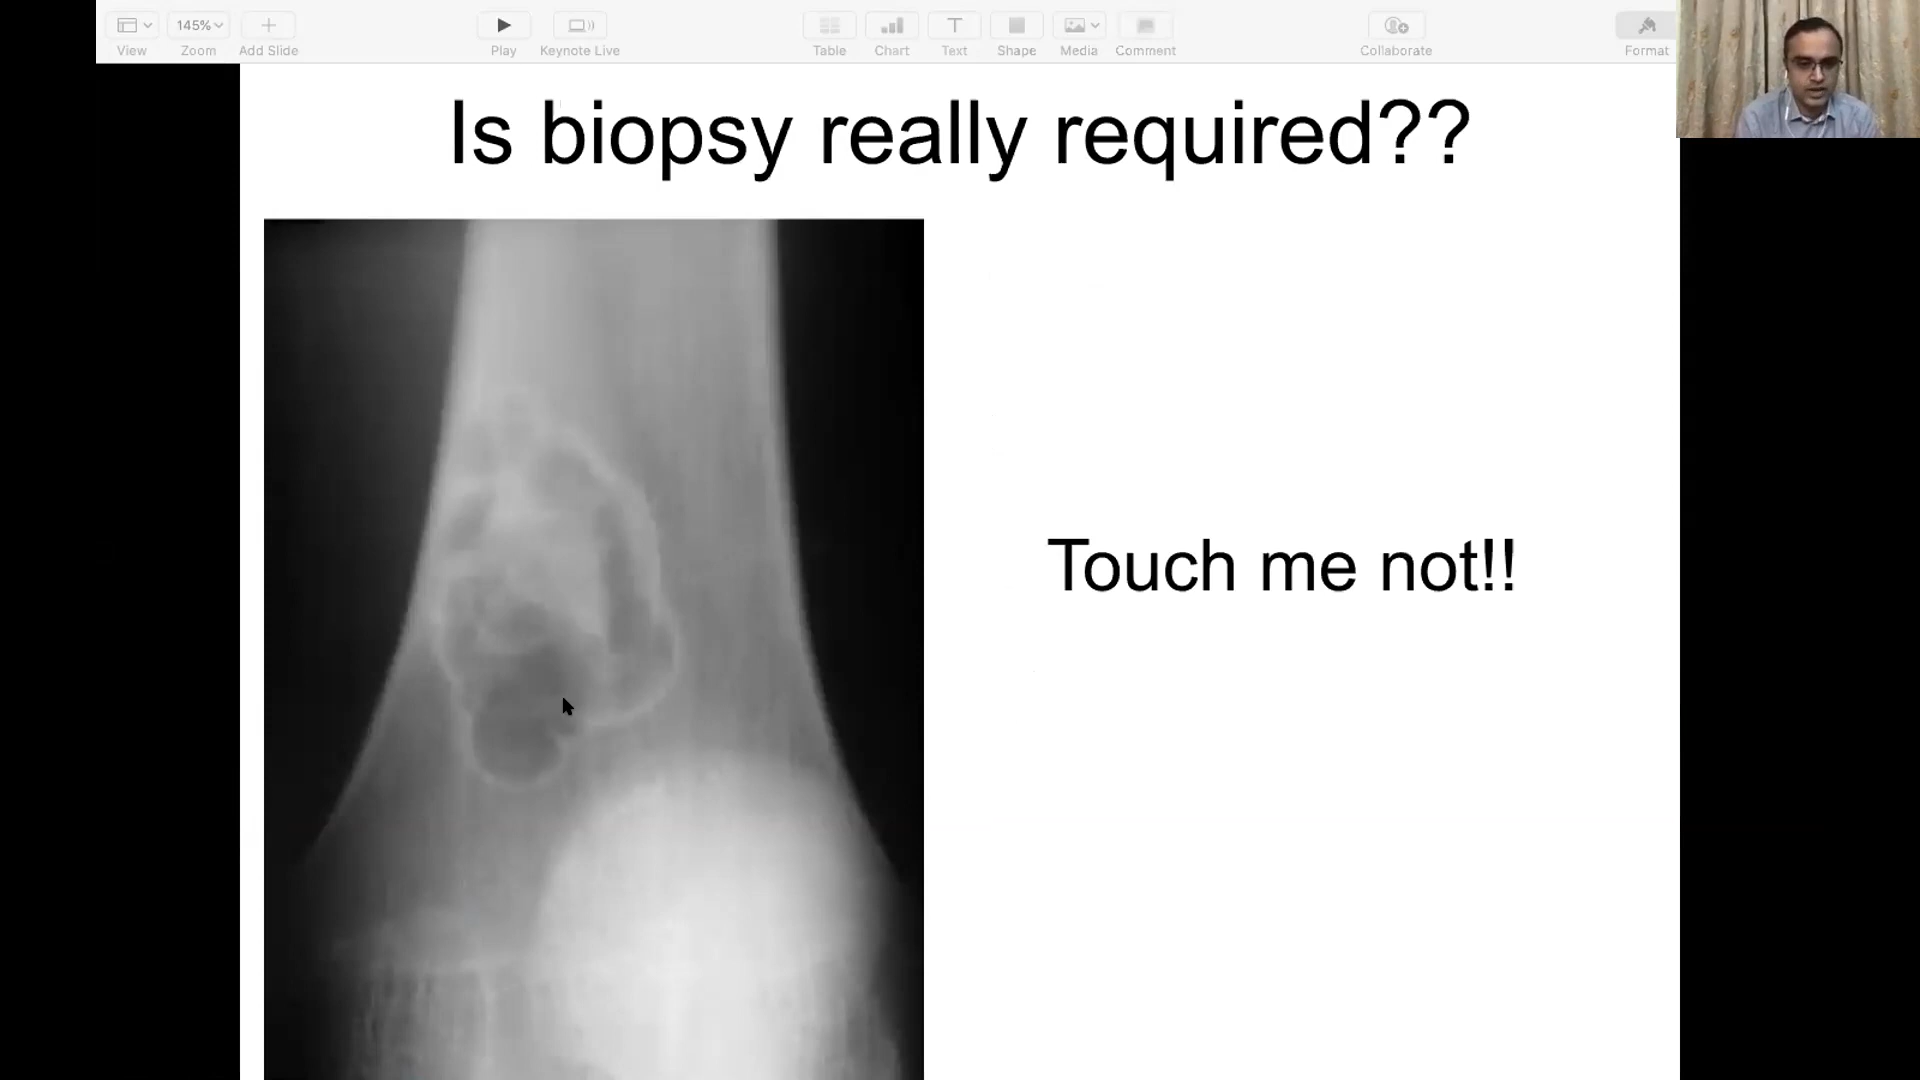 145%
View
Zoom
Add Slide
Play
Keynote Live
Table
Chart
Text
Shape
Media
Comment
Collaborate
Format
Is biopsy really required??
Touch me not!!